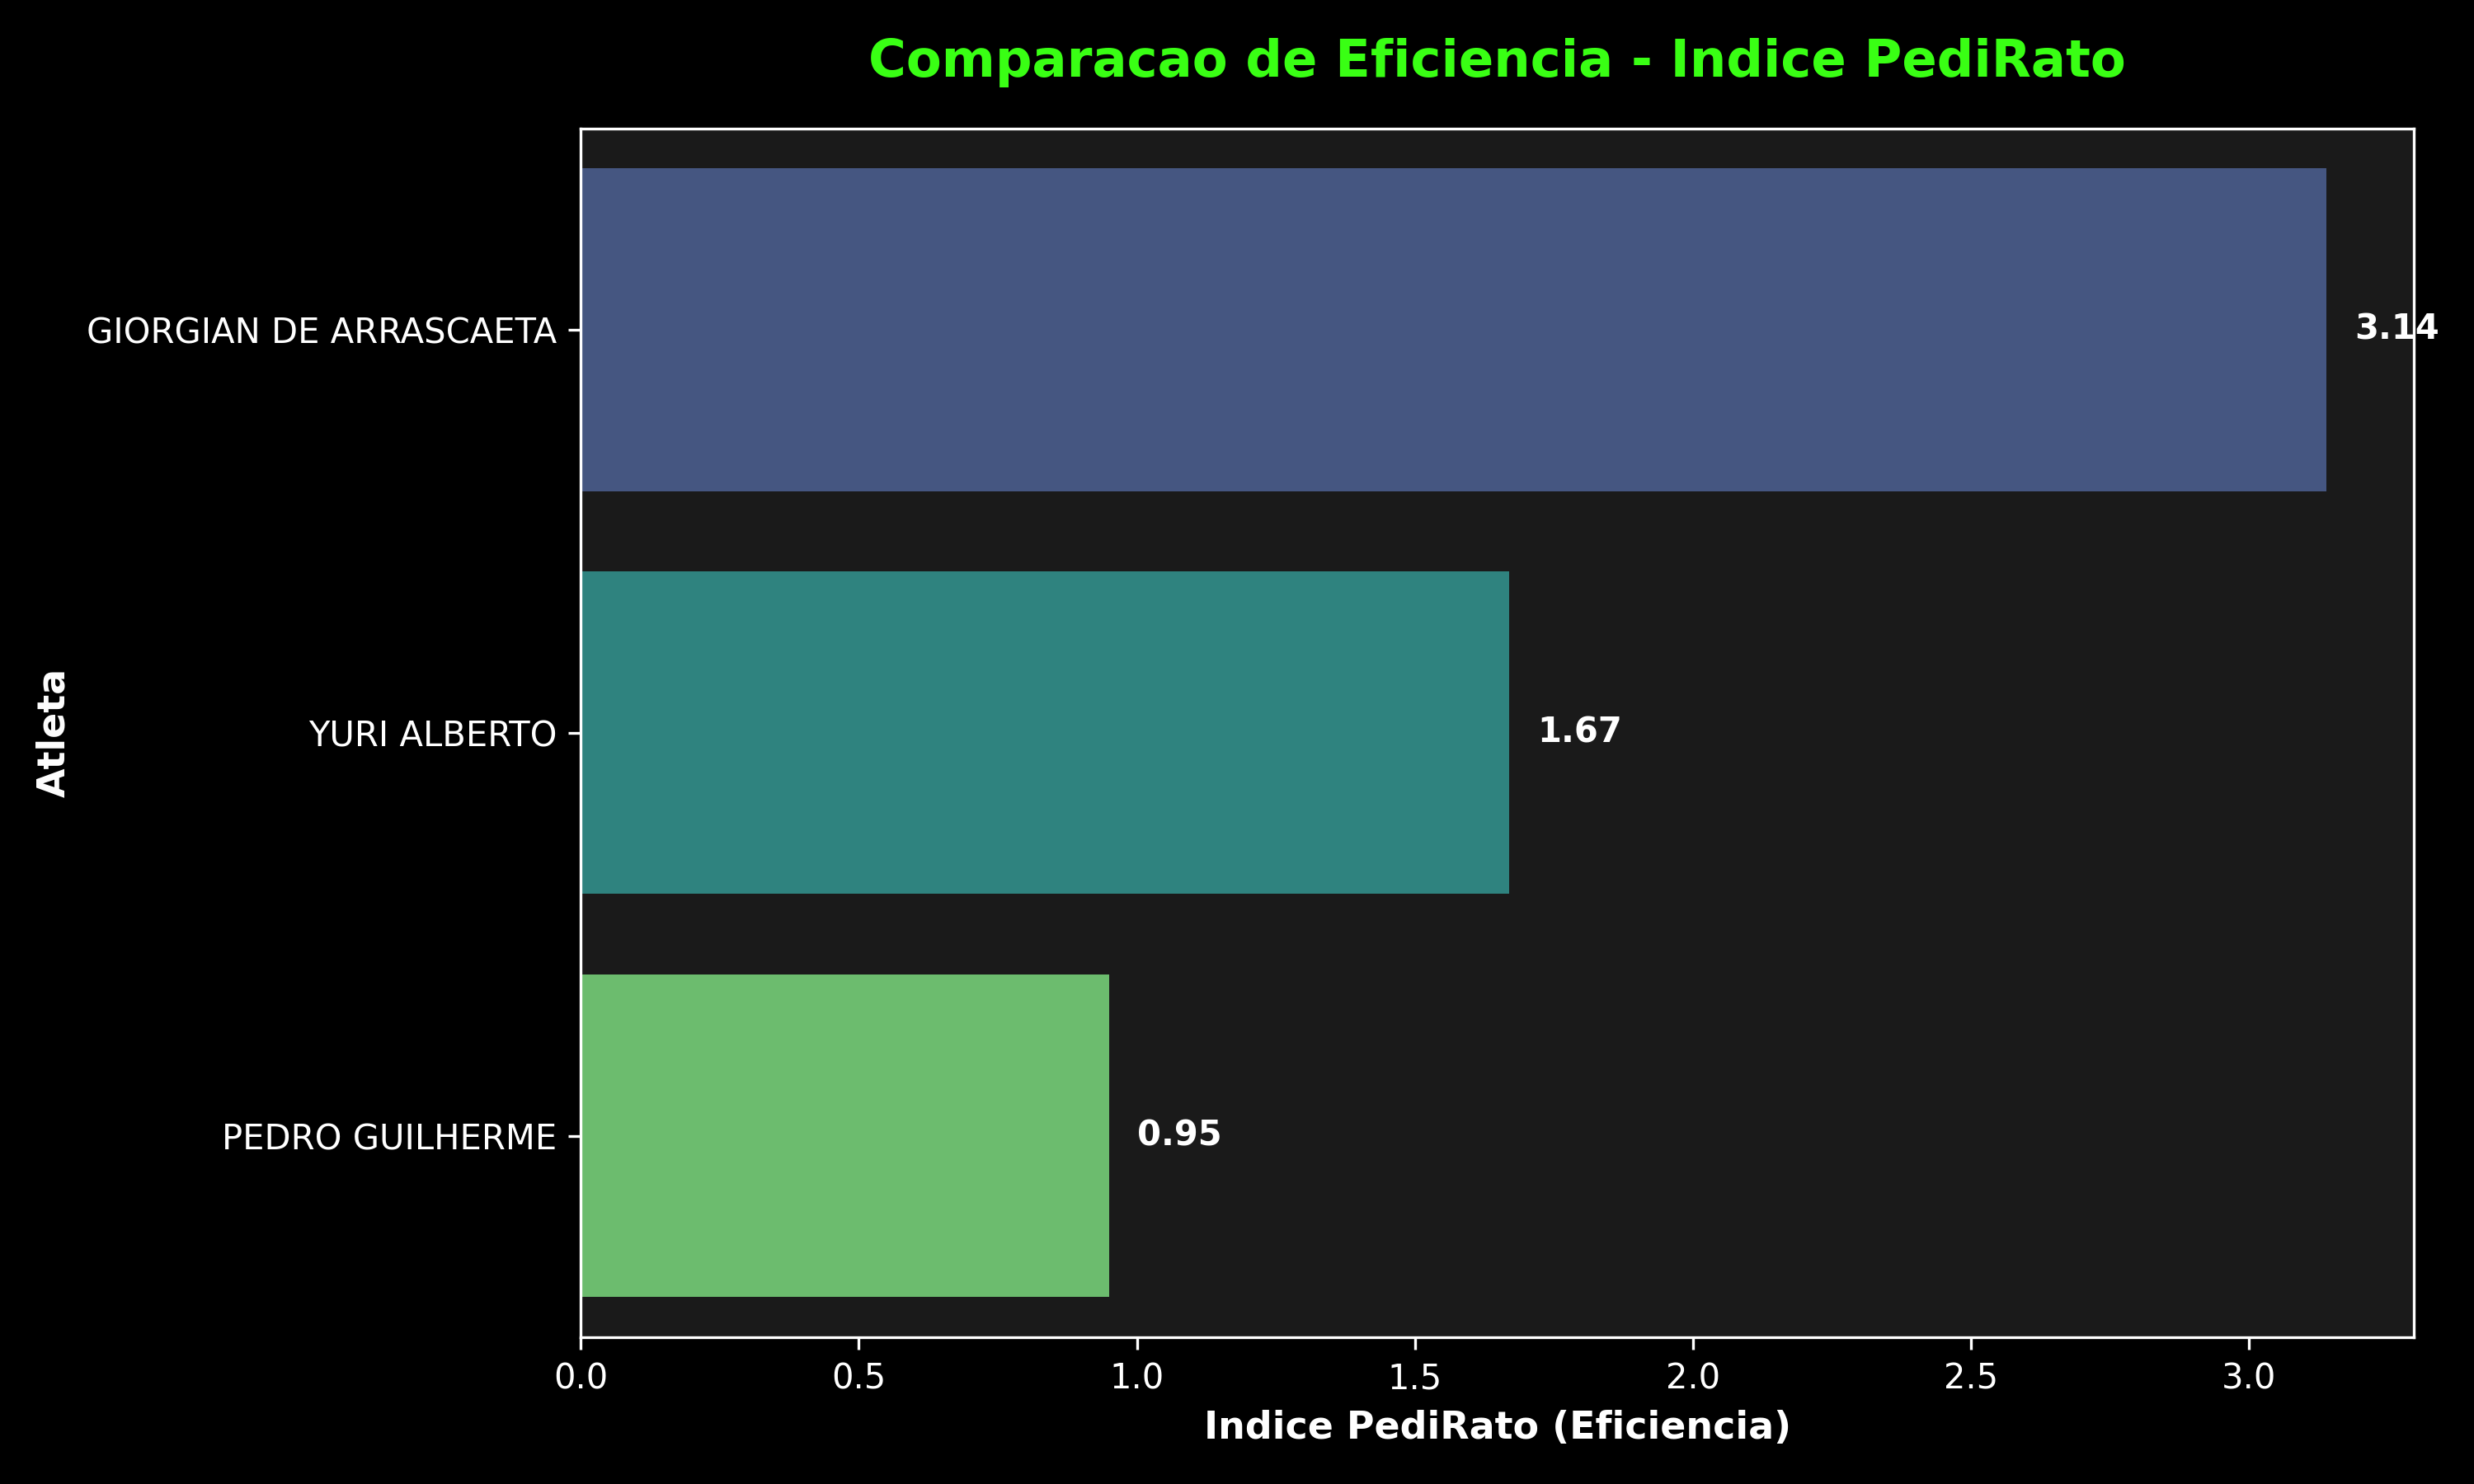 Comparacao de Eficiencia - Indice PediRato
GIORGIAN DE ARRASCAETA
3.14
YURI ALBERTO
1.67
PEDRO GUILHERME
0.95
Atleta
0.0 0.5 1.0 1.5 2.0 2.5 3.0
Indice PediRato (Eficiencia)